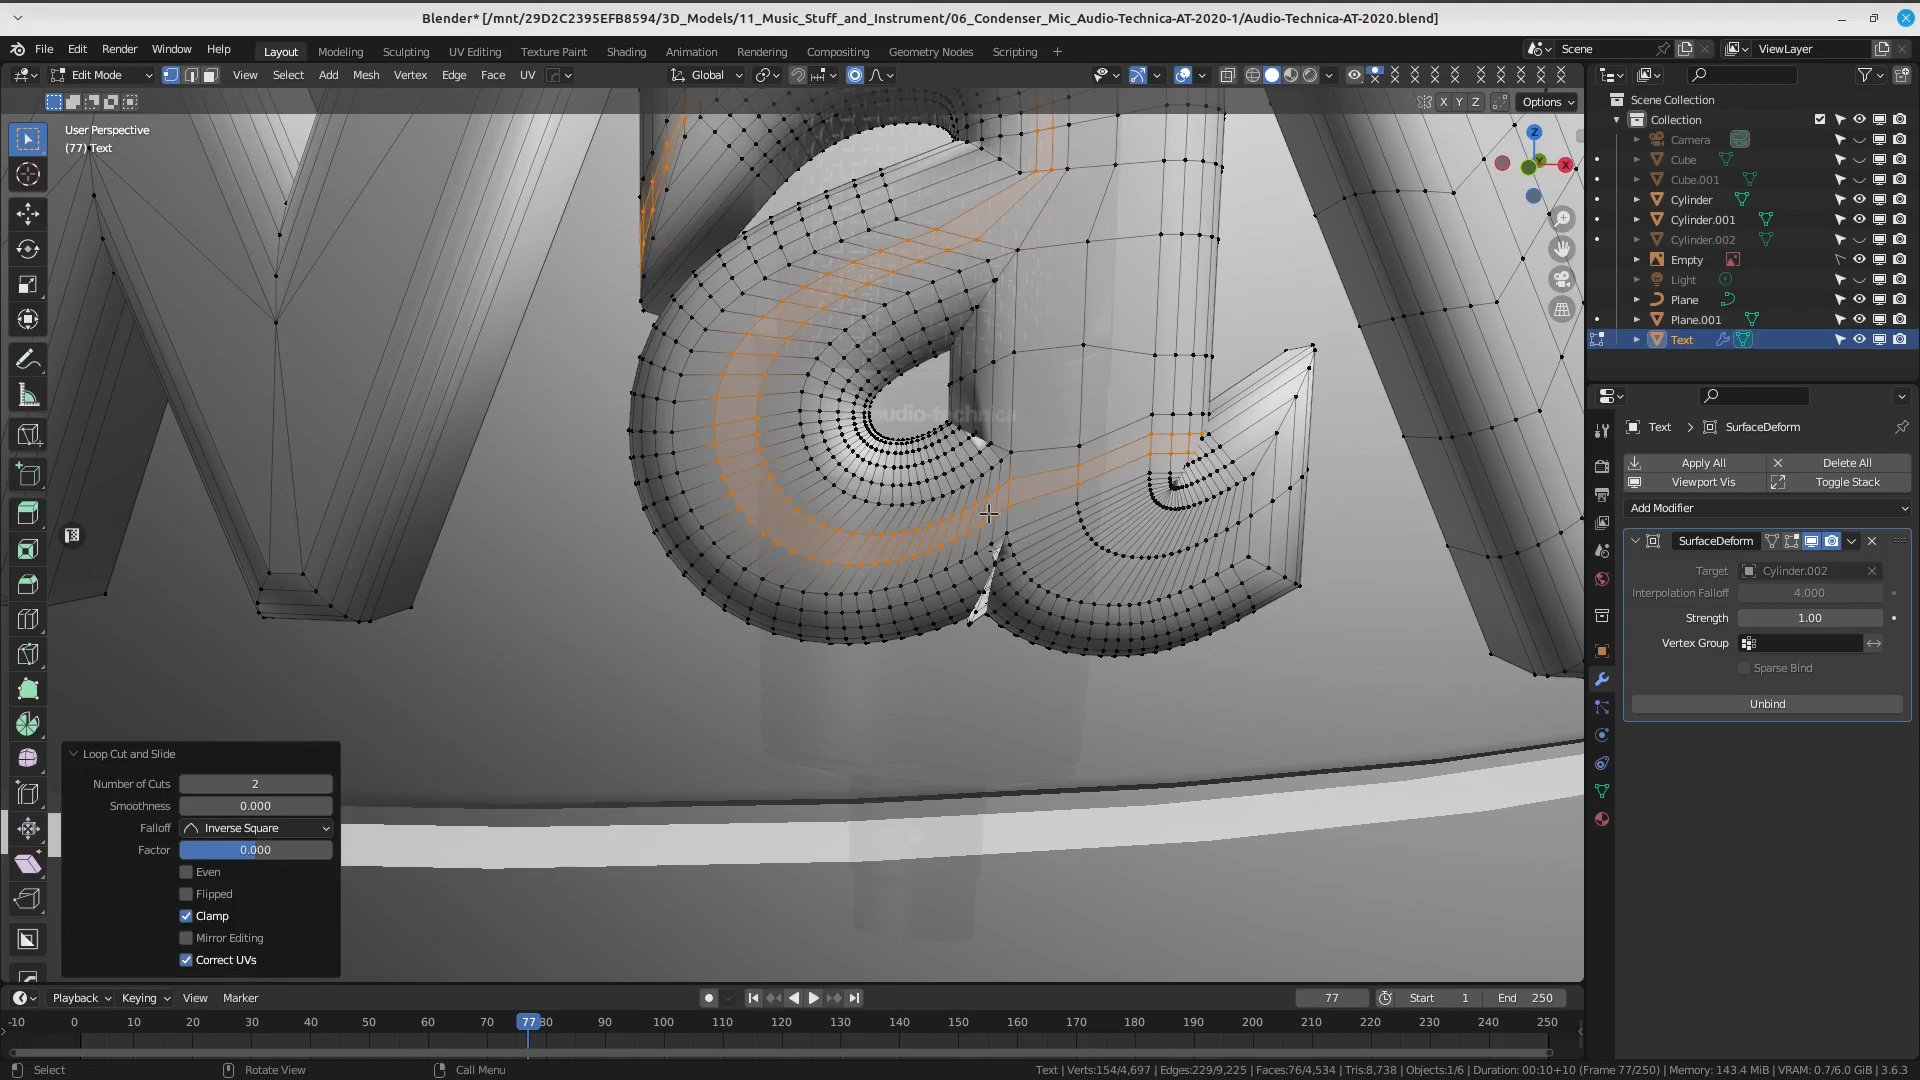 Blender* [/mnt/29D2C2395EFB8594/3D_Models/11_Music_Stuff_and_Instrument/06_Condenser_Mic_Audio-Technica-AT-2020-1/Audio-Technica-AT-2020.blend]
File Edit Render Window Help Layout Modeling Sculpting UV Editing Texture Paint Shading Animation Rendering Compositing Geometry Nodes Scripting + Scene ViewLayer
Edit Mode View Select Add Mesh Vertex Edge Face UV Global
X Y Z Options
User Perspective
(77) Text
Z
Y
X
Scene Collection
Collection
Camera
Cube
Cube.001
Cylinder
Cylinder.001
Cylinder.002
Empty
Light
Plane
Plane.001
Text
Text SurfaceDeform
Apply All Delete All
Viewport Vis Toggle Stack
Add Modifier
SurfaceDeform
Target Cylinder.002
Interpolation Falloff 4.000
Strength 1.00
Vertex Group
Sparse Bind
Unbind
audio-technica
Loop Cut and Slide
Number of Cuts 2
Smoothness 0.000
Falloff Inverse Square
Factor 0.000
Even
Flipped
Clamp
Mirror Editing
Correct UVs
Playback Keying View Marker 77 Start 1 End 250
-10 0 10 20 30 40 50 60 70 77 80 90 100 110 120 130 140 150 160 170 180 190 200 210 220 230 240 250
Select Rotate View Call Menu Text | Verts:154/4,697 | Edges:229/9,225 | Faces:76/4,534 | Tris:8,738 | Objects:1/6 | Duration: 00:10+10 (Frame 77/250) | Memory: 143.4 MiB | VRAM: 0.7/6.0 GiB | 3.6.3